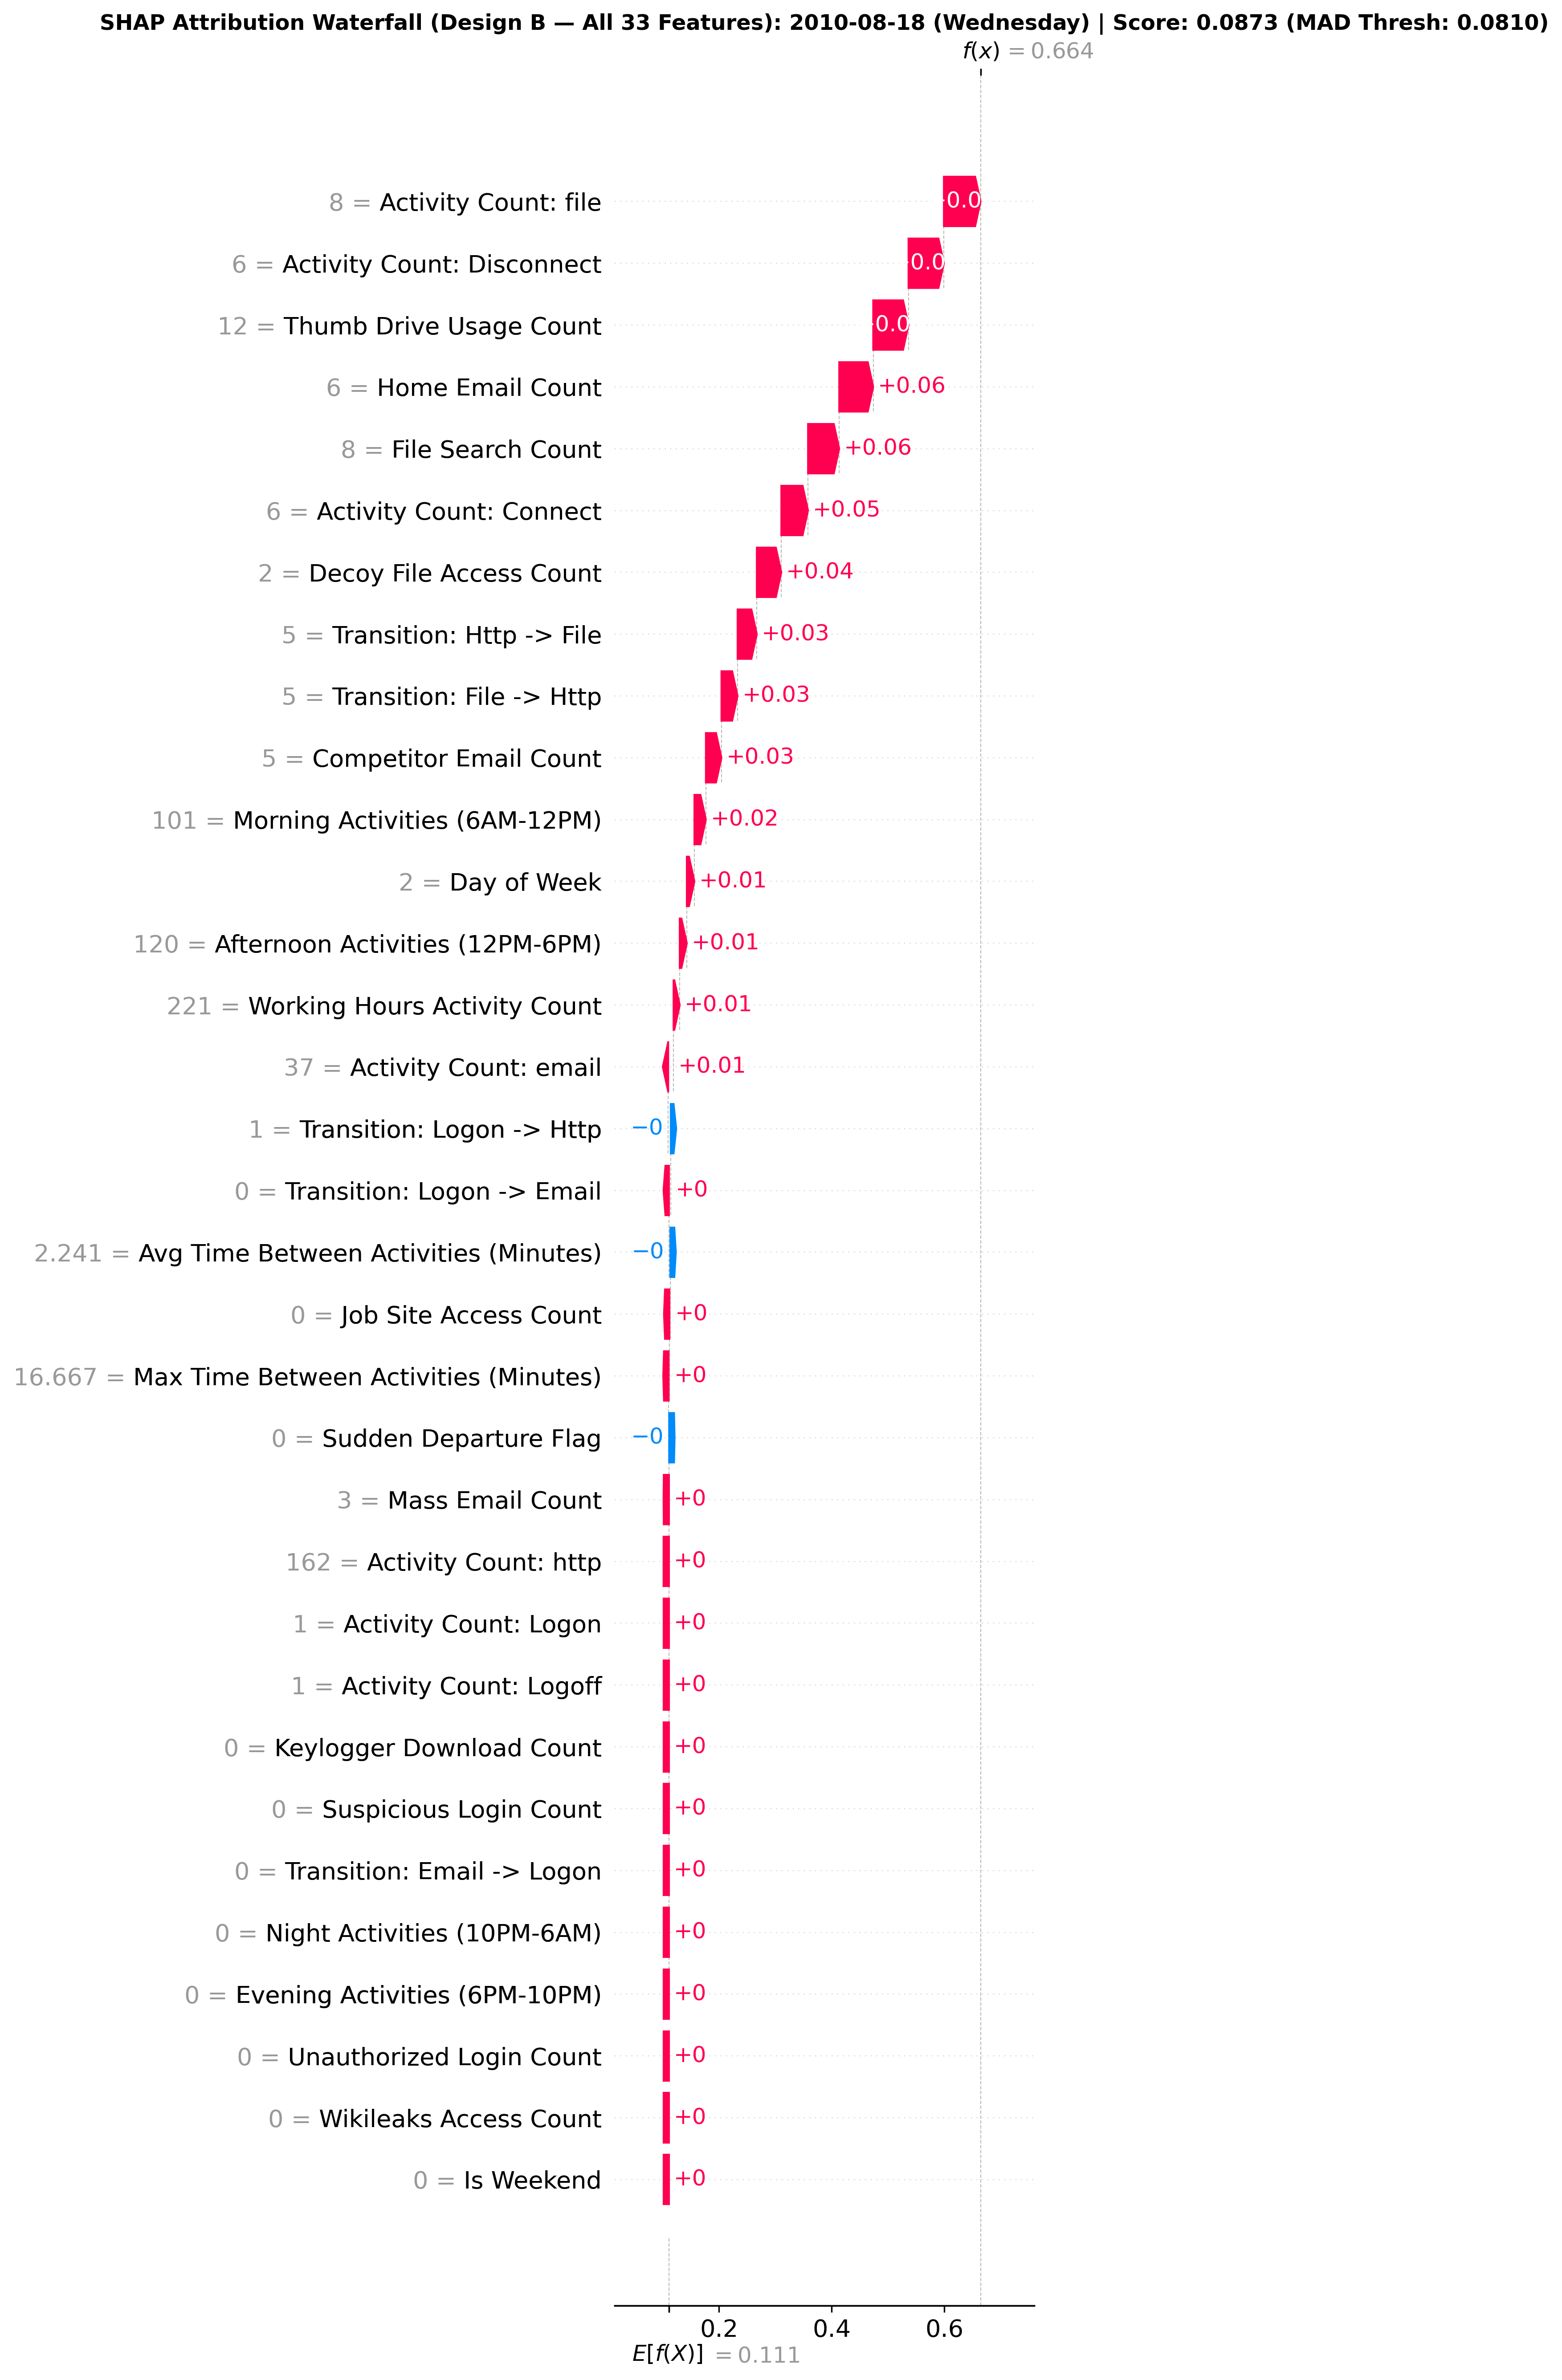 SHAP Attribution Waterfall (Design B — All 33 Features): 2010-08-18 (Wednesday) | Score: 0.0873 (MAD Thresh: 0.0810)
f(x) = 0.664
8 = Activity Count: file
6 = Activity Count: Disconnect
12 = Thumb Drive Usage Count
6 = Home Email Count +0.06
8 = File Search Count +0.06
6 = Activity Count: Connect +0.05
2 = Decoy File Access Count +0.04
5 = Transition: Http -> File +0.03
5 = Transition: File -> Http +0.03
5 = Competitor Email Count +0.03
101 = Morning Activities (6AM-12PM) +0.02
2 = Day of Week +0.01
120 = Afternoon Activities (12PM-6PM) +0.01
221 = Working Hours Activity Count +0.01
37 = Activity Count: email +0.01
1 = Transition: Logon -> Http −0
0 = Transition: Logon -> Email +0
2.241 = Avg Time Between Activities (Minutes) −0
0 = Job Site Access Count +0
16.667 = Max Time Between Activities (Minutes) +0
0 = Sudden Departure Flag −0
3 = Mass Email Count +0
162 = Activity Count: http +0
1 = Activity Count: Logon +0
1 = Activity Count: Logoff +0
0 = Keylogger Download Count +0
0 = Suspicious Login Count +0
0 = Transition: Email -> Logon +0
0 = Night Activities (10PM-6AM) +0
0 = Evening Activities (6PM-10PM) +0
0 = Unauthorized Login Count +0
0 = Wikileaks Access Count +0
0 = Is Weekend +0
0.2 0.4 0.6
E[f(X)] = 0.111